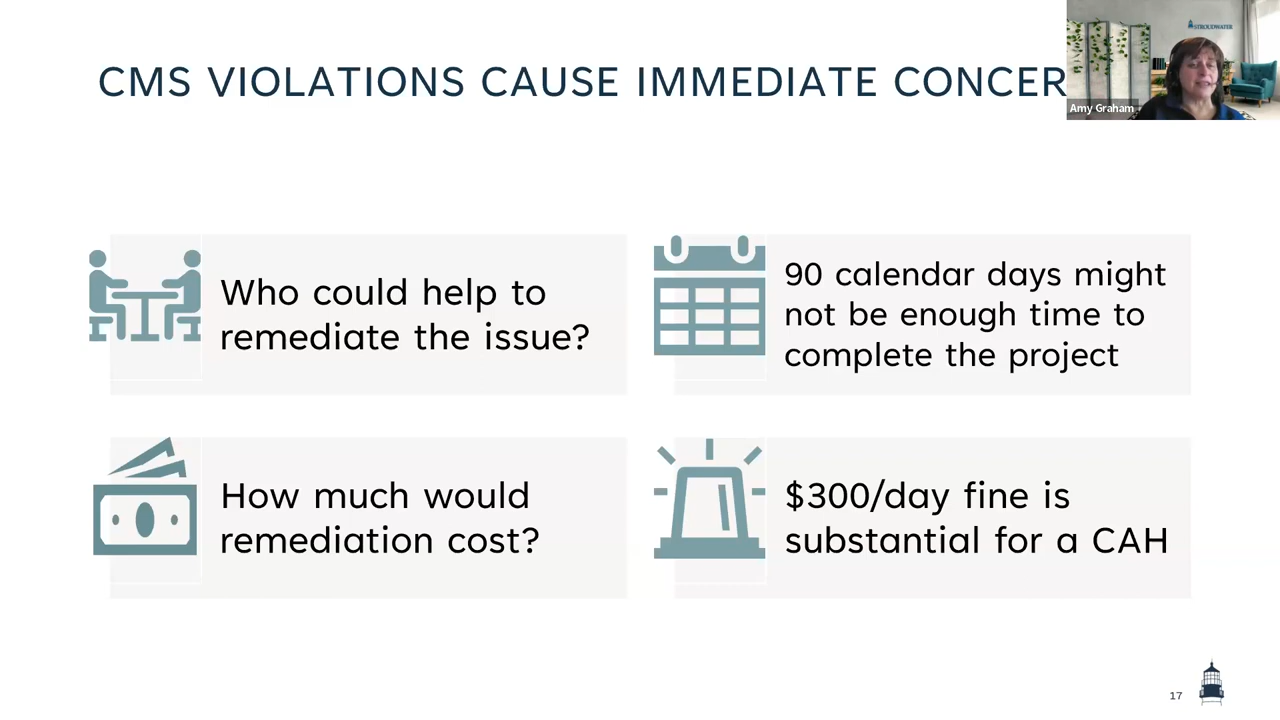 CMS VIOLATIONS CAUSE IMMEDIATE CONCER
STROUDWATER
Amy Graham
Who could help to
remediate the issue?
90 calendar days might
not be enough time to
complete the project
How much would
remediation cost?
$300/day fine is
substantial for a CAH
17